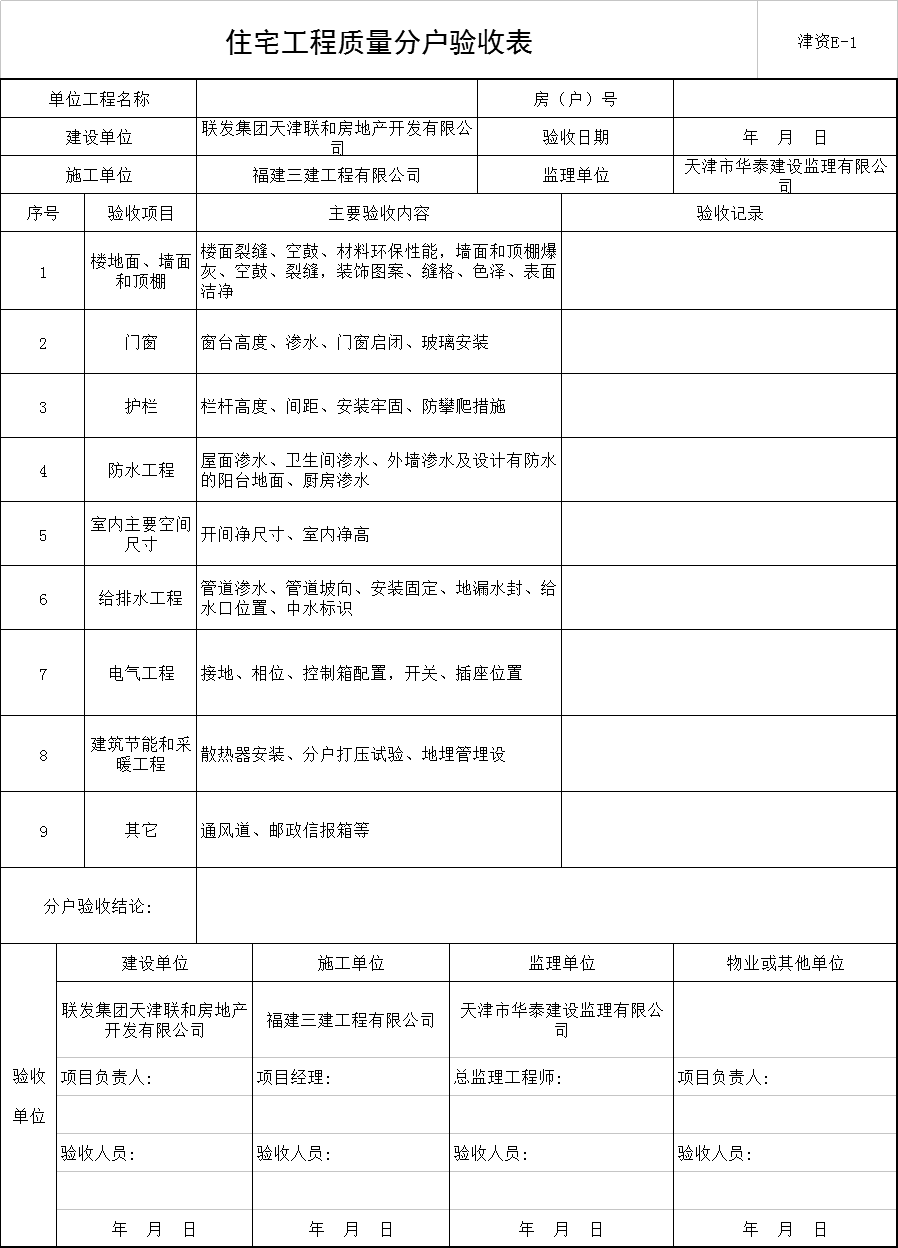 住宅工程质量分户验收表
津资E-1
单位工程名称
房（户）号
建设单位
联发集团天津联和房地产开发有限公
司
验收日期
年 月 日
施工单位
福建三建工程有限公司
监理单位
天津市华泰建设监理有限公
司
序号
验收项目
主要验收内容
验收记录
1
楼地面、墙面
和顶棚
楼面裂缝、空鼓、材料环保性能，墙面和顶棚爆
灰、空鼓、裂缝，装饰图案、缝格、色泽、表面
洁净
2
门窗
窗台高度、渗水、门窗启闭、玻璃安装
3
护栏
栏杆高度、间距、安装牢固、防攀爬措施
4
防水工程
屋面渗水、卫生间渗水、外墙渗水及设计有防水
的阳台地面、厨房渗水
5
室内主要空间
尺寸
开间净尺寸、室内净高
6
给排水工程
管道渗水、管道坡向、安装固定、地漏水封、给
水口位置、中水标识
7
电气工程
接地、相位、控制箱配置，开关、插座位置
8
建筑节能和采
暖工程
散热器安装、分户打压试验、地埋管埋设
9
其它
通风道、邮政信报箱等
分户验收结论：
验收
单位
建设单位
施工单位
监理单位
物业或其他单位
联发集团天津联和房地产
开发有限公司
福建三建工程有限公司
天津市华泰建设监理有限公
司
项目负责人：
项目经理：
总监理工程师：
项目负责人：
验收人员：
验收人员：
验收人员：
验收人员：
年 月 日
年 月 日
年 月 日
年 月 日